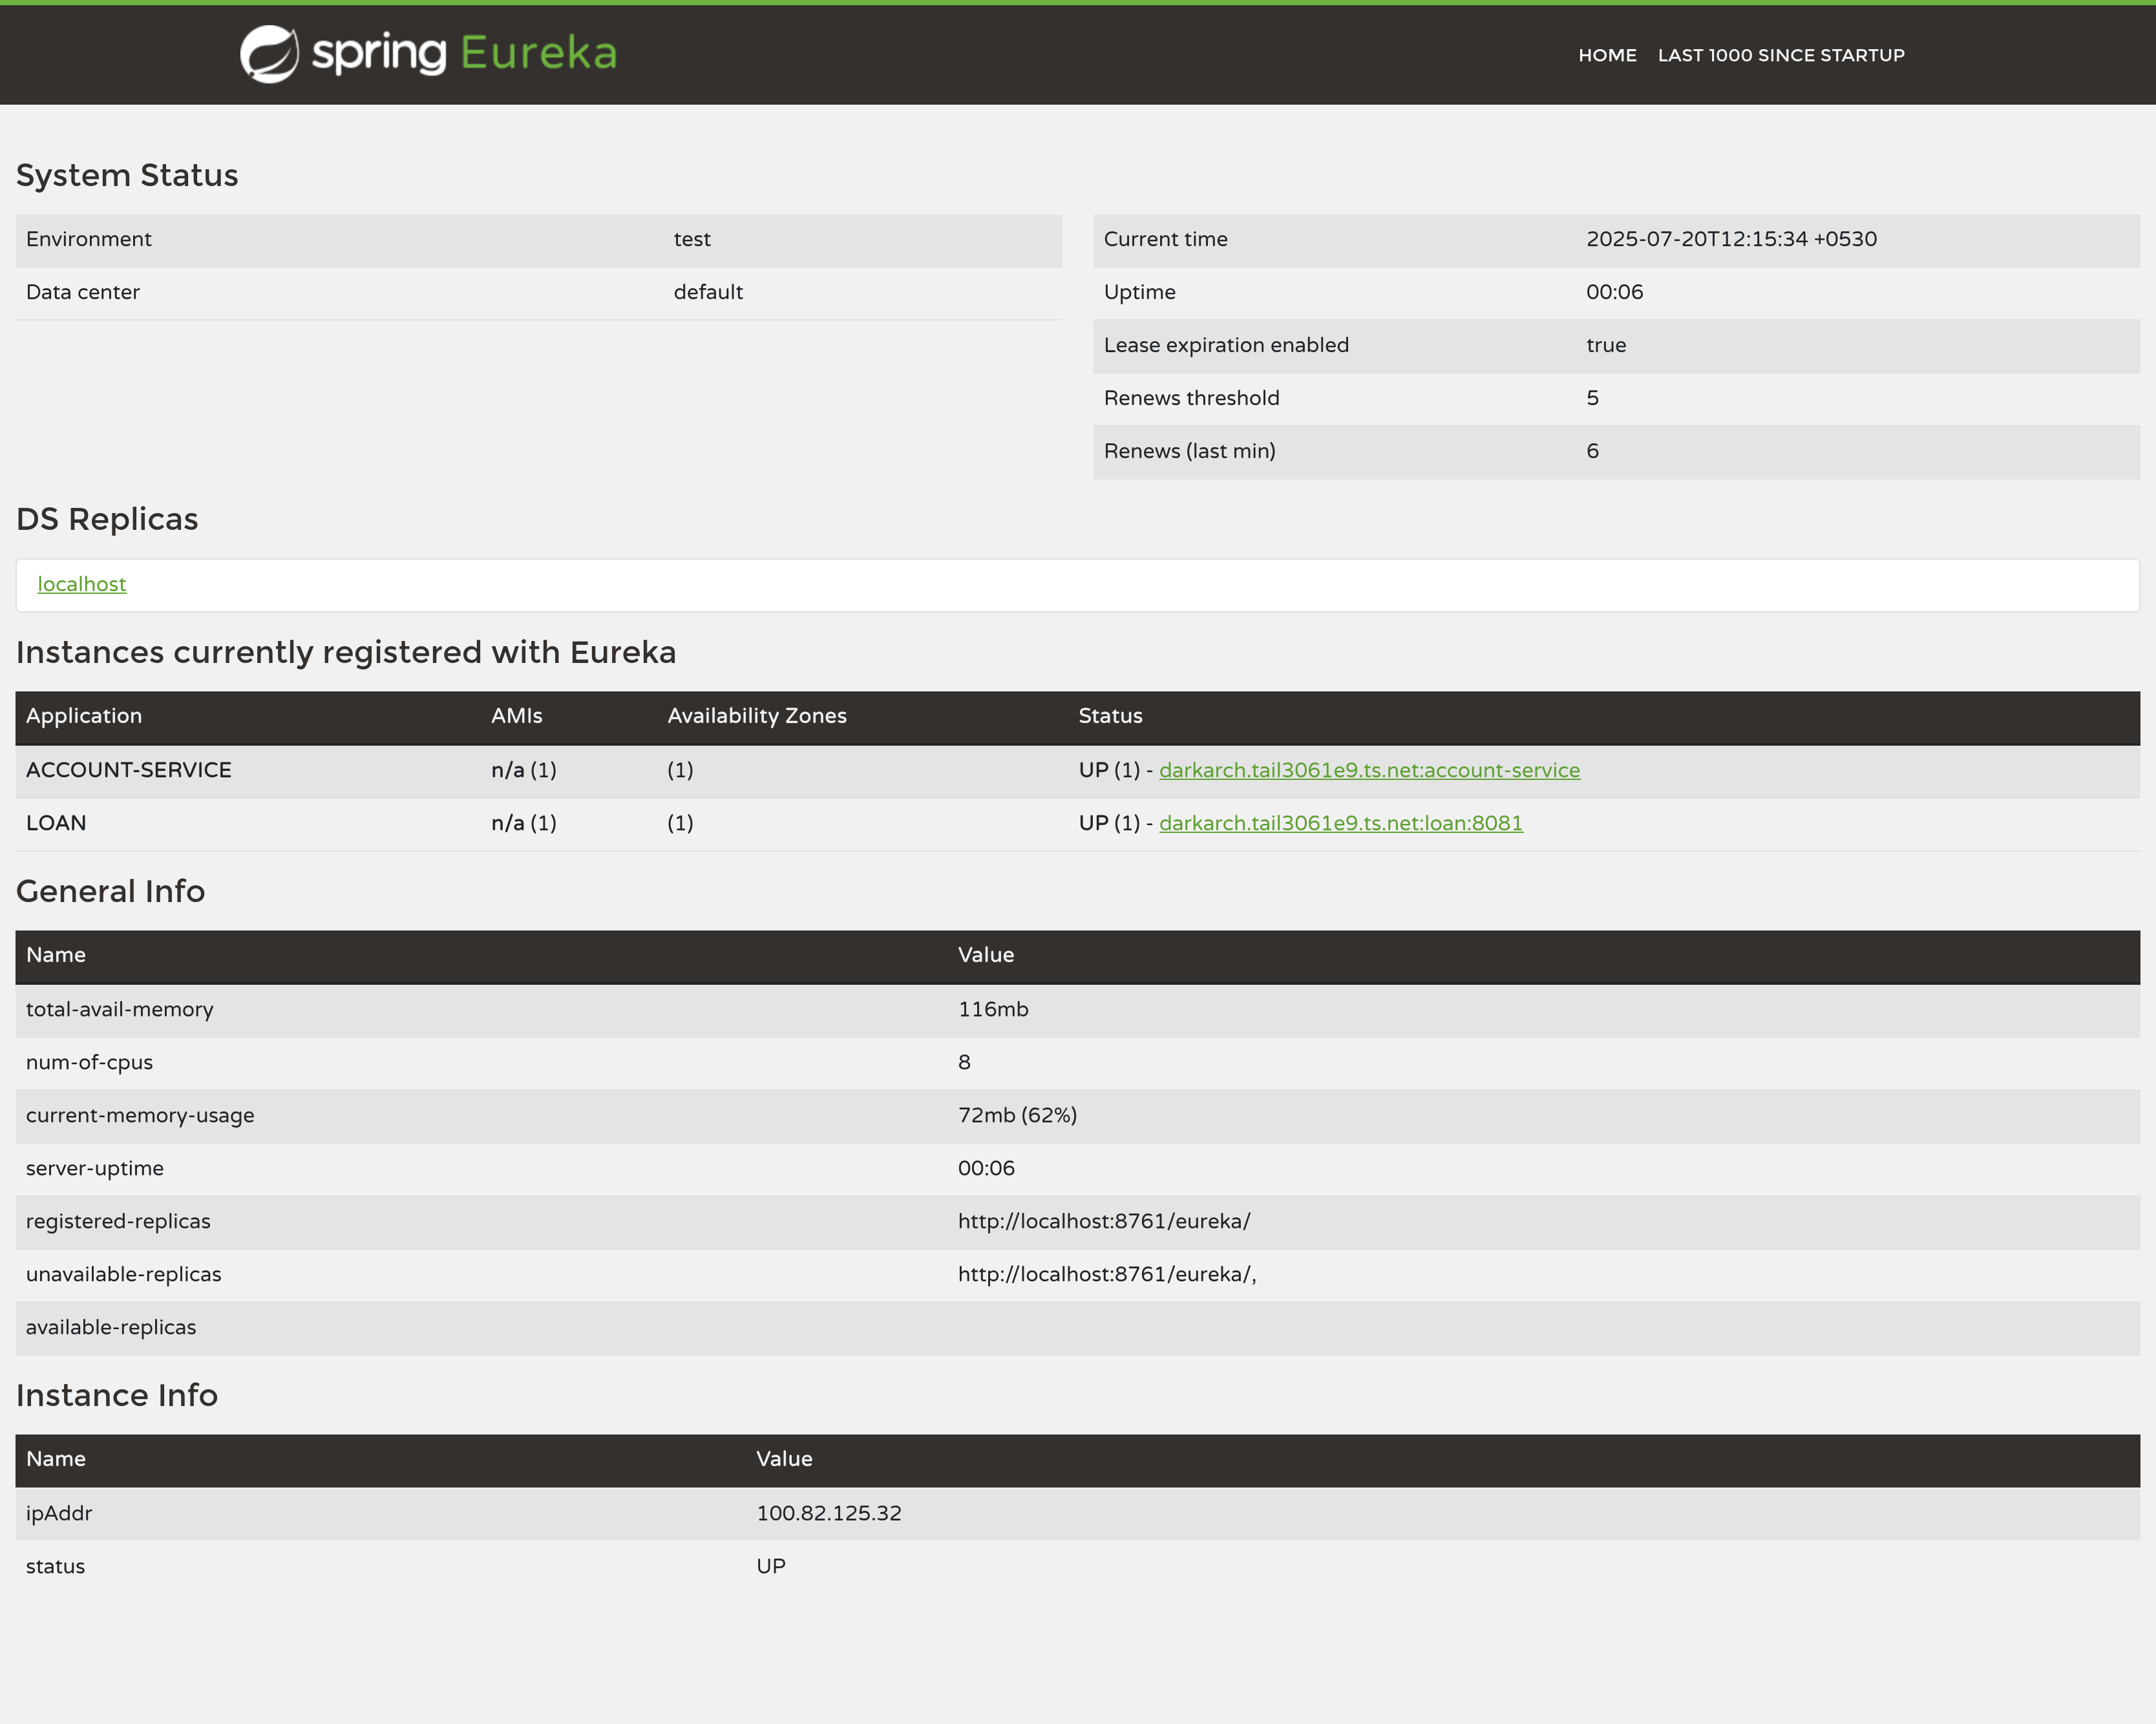 spring Eureka
HOME LAST 1000 SINCE STARTUP
System Status
Environment test
Data center default
Current time 2025-07-20T12:15:34 +0530
Uptime 00:06
Lease expiration enabled true
Renews threshold 5
Renews (last min) 6
DS Replicas
localhost
Instances currently registered with Eureka
Application AMIs Availability Zones Status
ACCOUNT-SERVICE n/a (1) (1) UP (1) - darkarch.tail3061e9.ts.net:account-service
LOAN n/a (1) (1) UP (1) - darkarch.tail3061e9.ts.net:loan:8081
General Info
Name Value
total-avail-memory 116mb
num-of-cpus 8
current-memory-usage 72mb (62%)
server-uptime 00:06
registered-replicas http://localhost:8761/eureka/
unavailable-replicas http://localhost:8761/eureka/,
available-replicas
Instance Info
Name Value
ipAddr 100.82.125.32
status UP